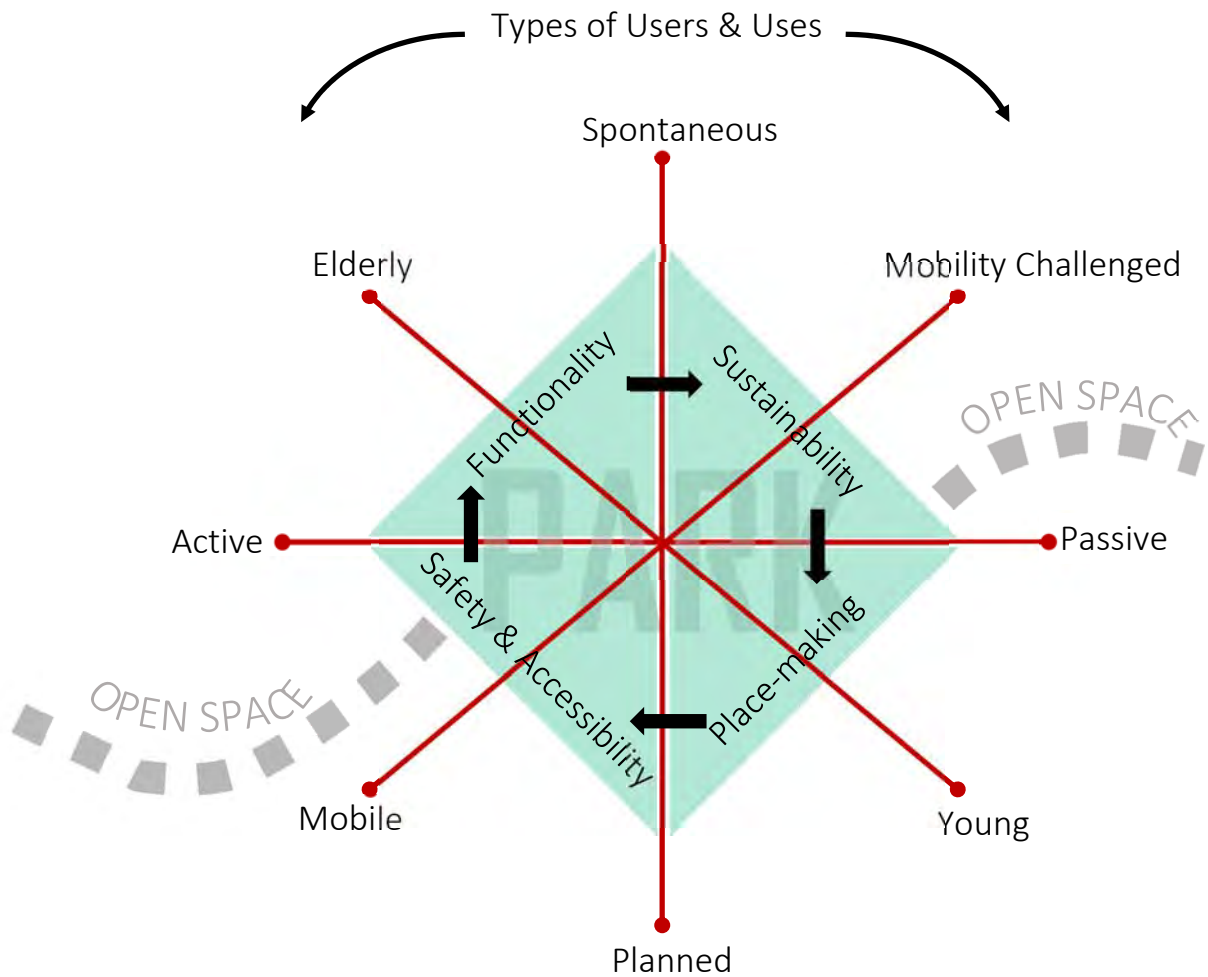 Types of Users & Uses
Spontaneous
Elderly
Mobility Challenged
Functionality
Sustainability
OPEN SPACE
PARK
Active
Passive
Safety & Accessibility
Place-making
OPEN SPACE
Mobile
Young
Planned